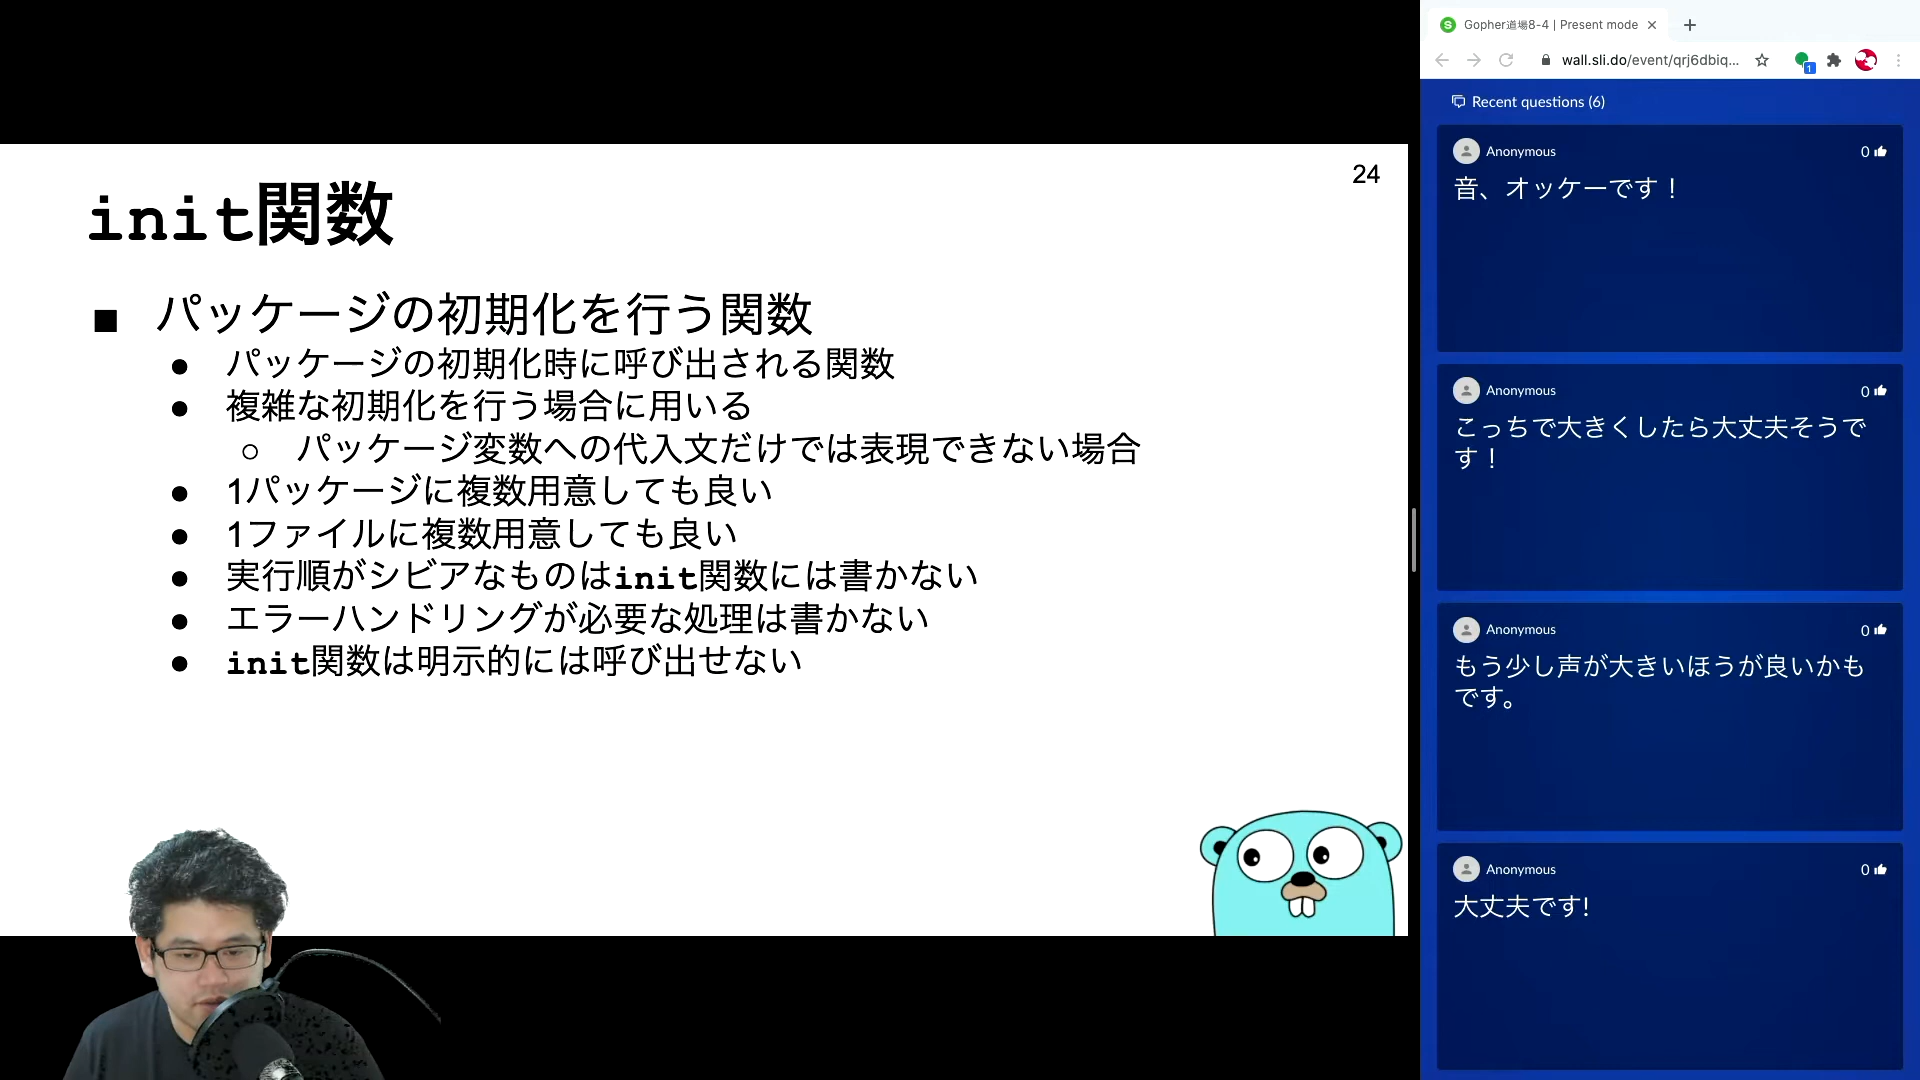 24
init関数
■ パッケージの初期化を行う関数
● パッケージの初期化時に呼び出される関数
● 複雑な初期化を行う場合に用いる
○ パッケージ変数への代入文だけでは表現できない場合
● 1パッケージに複数用意しても良い
● 1ファイルに複数用意しても良い
● 実行順がシビアなものはinit関数には書かない
● エラーハンドリングが必要な処理は書かない
● init関数は明示的には呼び出せない
Gopher道場8-4 | Present mode
wall.sli.do/event/qrj6dbiq...
1
Recent questions (6)
Anonymous
0
音、オッケーです！
Anonymous
0
こっちで大きくしたら大丈夫そうで
す！
Anonymous
0
もう少し声が大きいほうが良いかも
です。
Anonymous
0
大丈夫です!